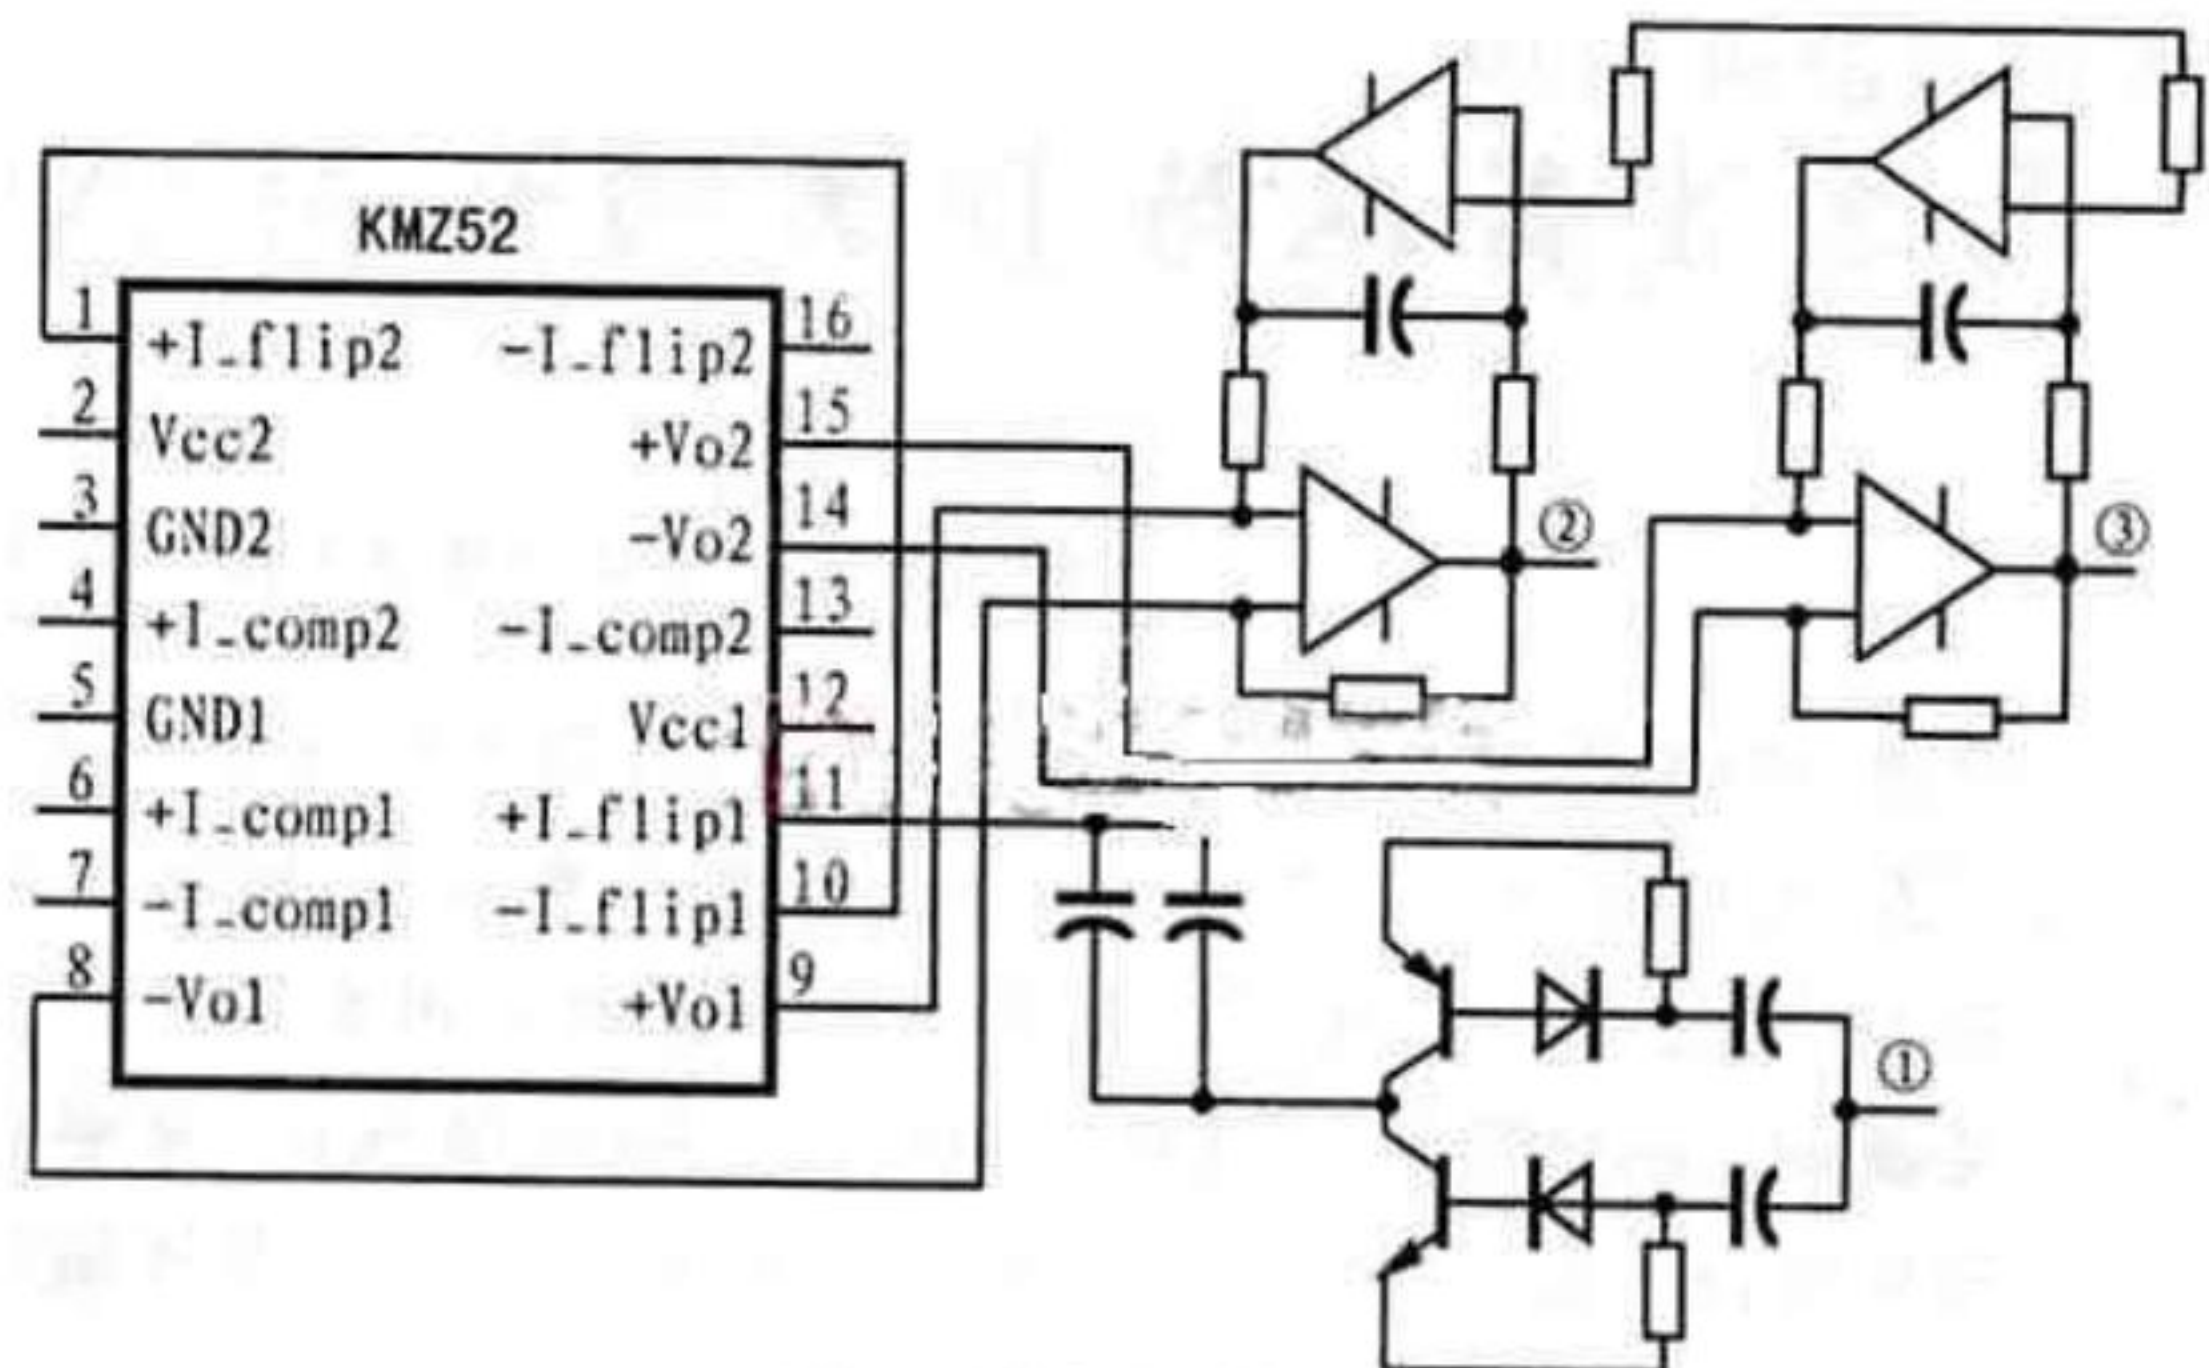 KMZ52
1 +I_flip2 -I_flip2 16
2 Vcc2 +Vo2 15
3 GND2 -Vo2 14
4 +I_comp2 -I_comp2 13
5 GND1 Vcc1 12
6 +I_comp1 +I_flip1 11
7 -I_comp1 -I_flip1 10
8 -Vo1 +Vo1 9
②
③
①